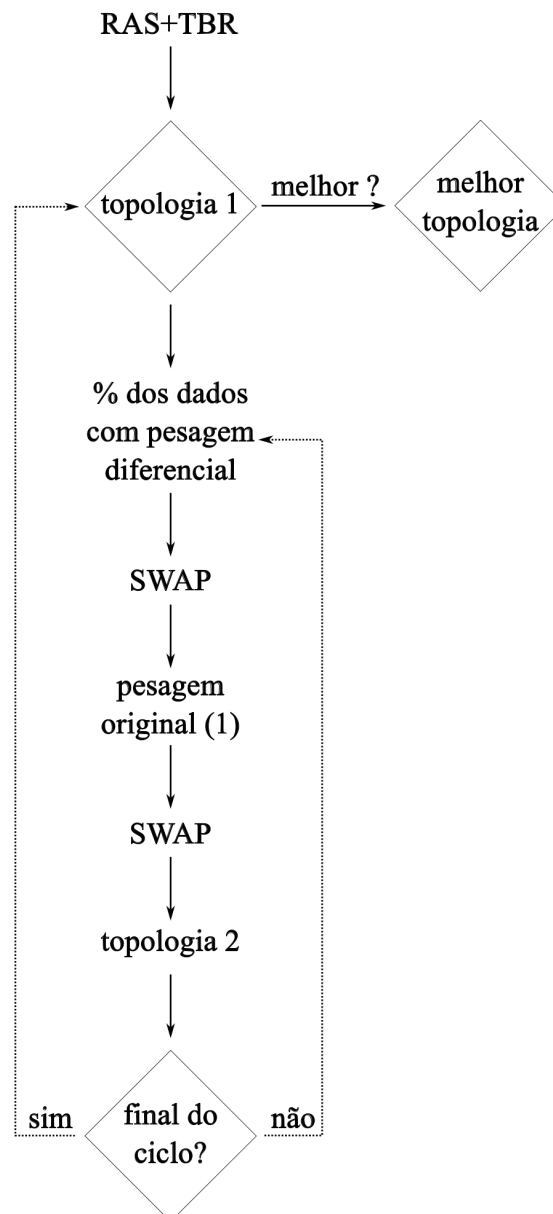 RAS+TBR
topologia 1
melhor ?
melhor
topologia
% dos dados
com pesagem
diferencial
SWAP
pesagem
original (1)
SWAP
topologia 2
sim
final do
ciclo?
não